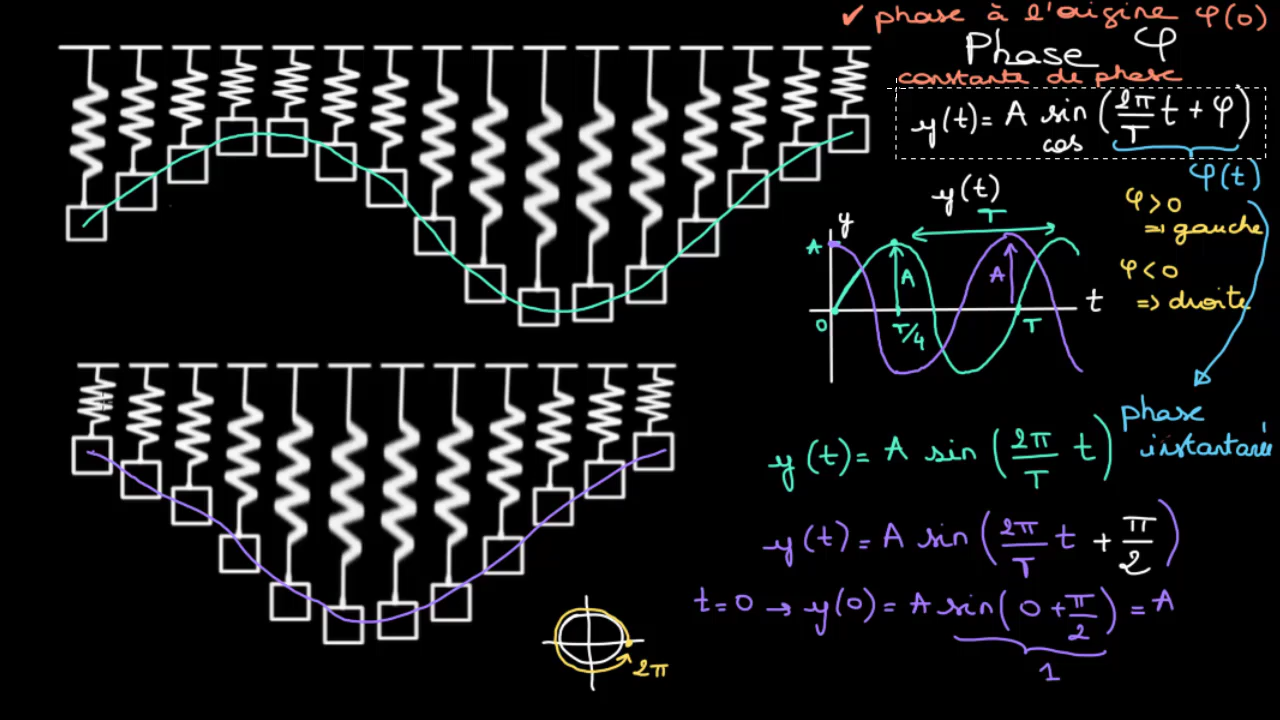 ✓ phase à l'origine φ(0)
Phase φ
constante de phase
y(t) = A sin (2π/T t + φ)
cos
φ(t)
y(t)
φ > 0
⇒ gauche
φ < 0
⇒ droite
y
T
A
A
A
0
T/4
T
t
phase
instantanée
y(t) = A sin (2π/T t)
y(t) = A sin (2π/T t + π/2)
t=0 → y(0) = A sin(0 + π/2) = A
1
2π